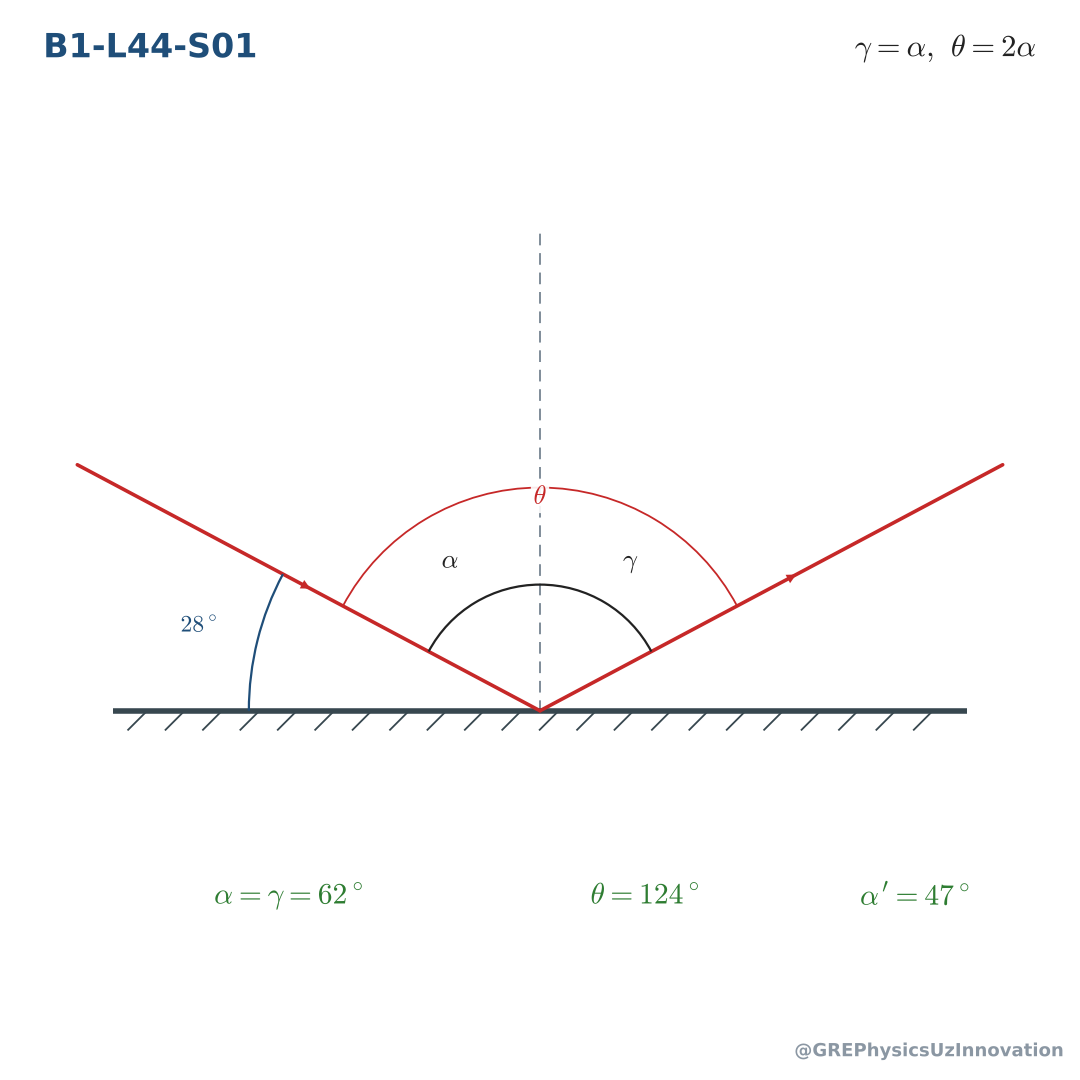 B1-L44-S01
γ = α, θ = 2α
θ
α
γ
28°
α = γ = 62°
θ = 124°
α′ = 47°
@GREPhysicsUzInnovation